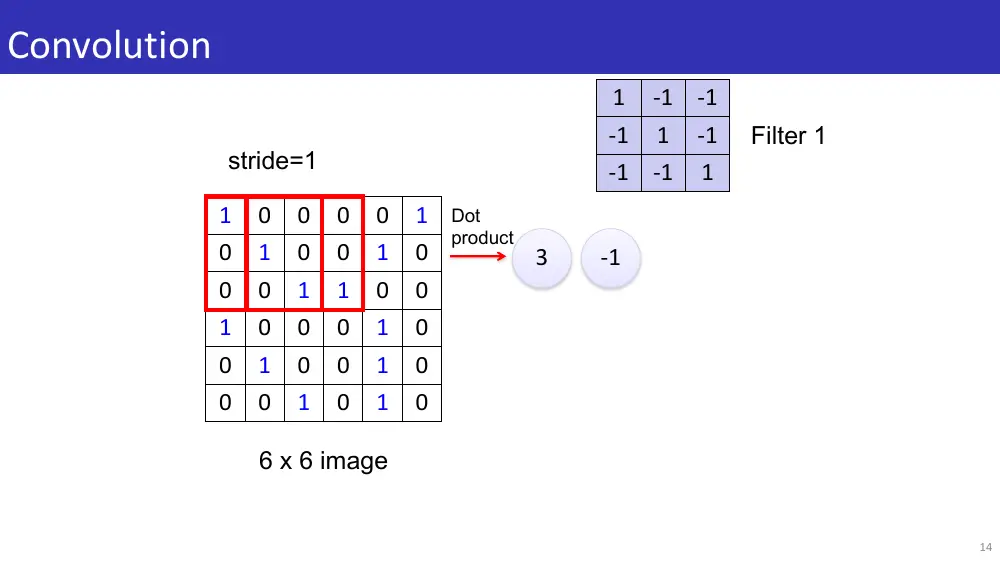 Convolution
1 -1 -1
-1 1 -1
-1 -1 1
Filter 1
stride=1
1 0 0 0 0 1
0 1 0 0 1 0
0 0 1 1 0 0
1 0 0 0 1 0
0 1 0 0 1 0
0 0 1 0 1 0
Dot
product
3 -1
6 x 6 image
14